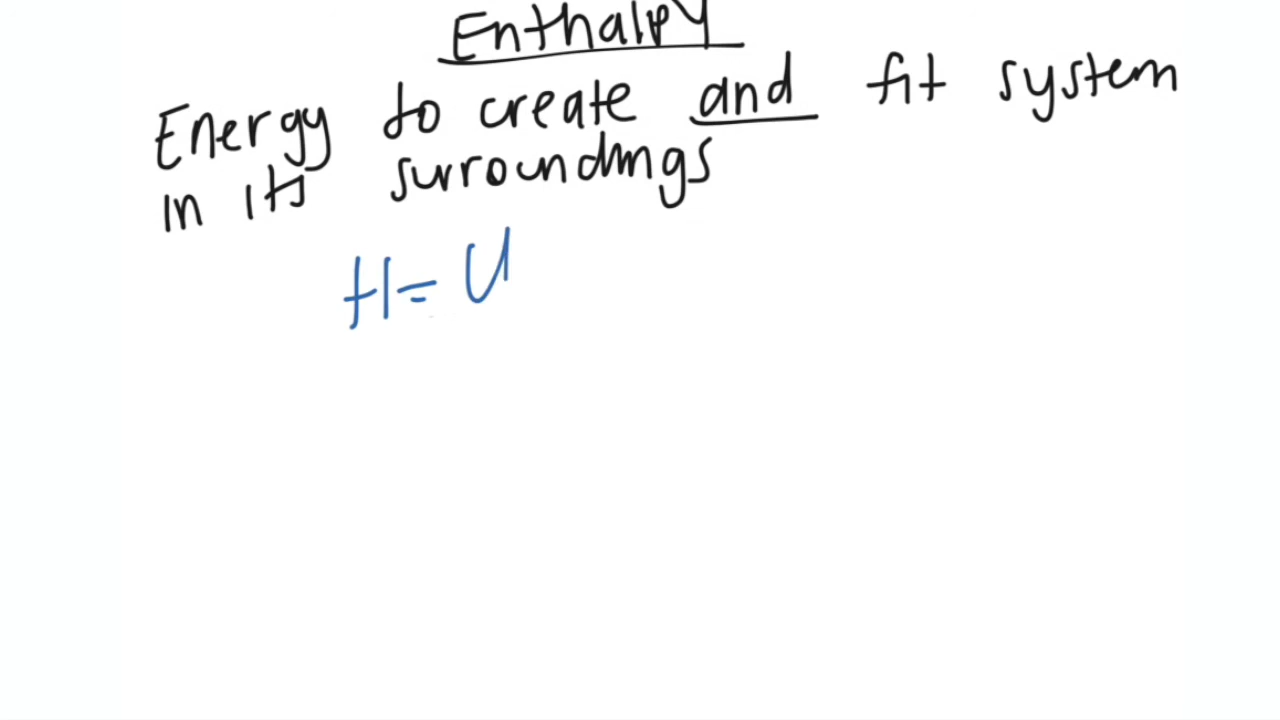 Enthalpy
Energy to create and fit system
in its surroundings
H = U